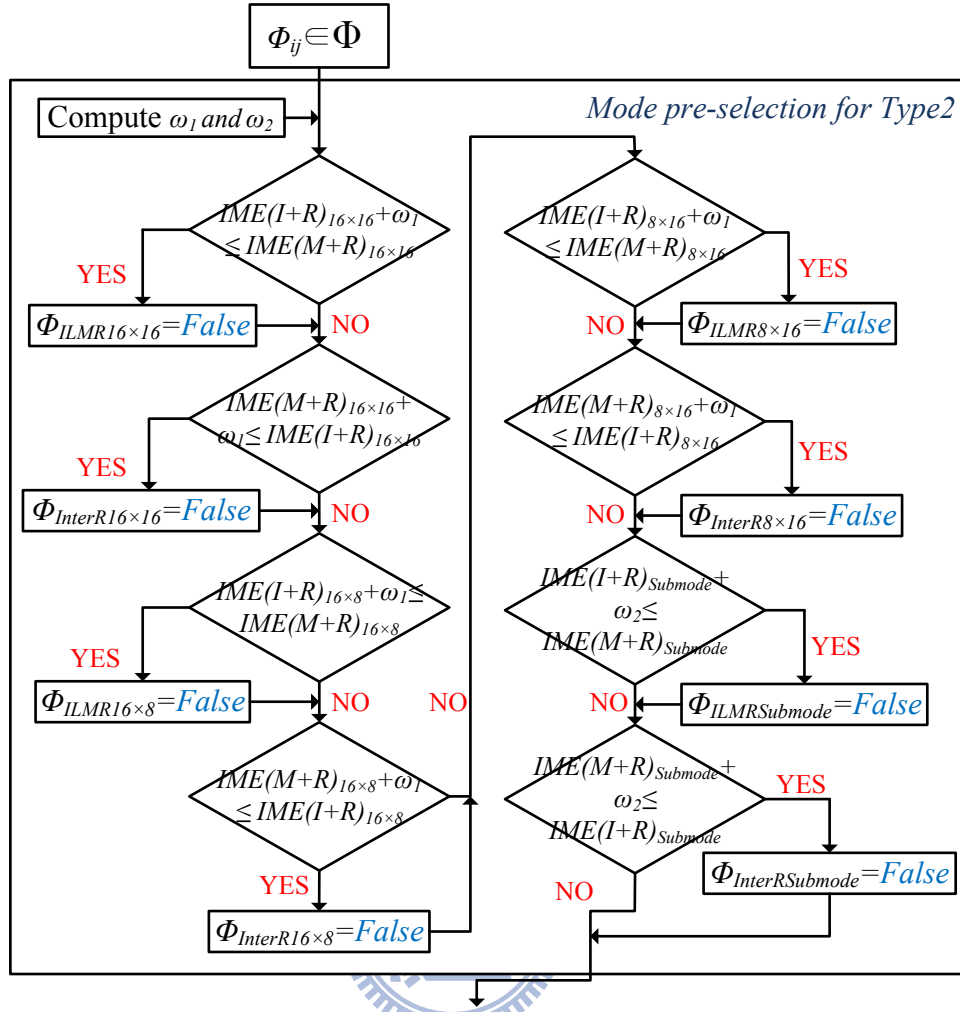 Φij∈Φ
Mode pre-selection for Type2
Compute ω1 and ω2
IME(I+R)16×16+ω1
≤ IME(M+R)16×16
YES
NO
ΦILMR16×16=False
IME(M+R)16×16+
ω1≤ IME(I+R)16×16
YES
NO
ΦInterR16×16=False
IME(I+R)16×8+ω1≤
IME(M+R)16×8
YES
NO
ΦILMR16×8=False
IME(M+R)16×8+ω1
≤ IME(I+R)16×8
NO
YES
ΦInterR16×8=False
IME(I+R)8×16+ω1
≤ IME(M+R)8×16
YES
NO
ΦILMR8×16=False
IME(M+R)8×16+ω1
≤ IME(I+R)8×16
YES
NO
ΦInterR8×16=False
IME(I+R)Submode+
ω2≤
IME(M+R)Submode
YES
NO
ΦILMRSubmode=False
IME(M+R)Submode+
ω2≤
IME(I+R)Submode
YES
NO
ΦInterRSubmode=False